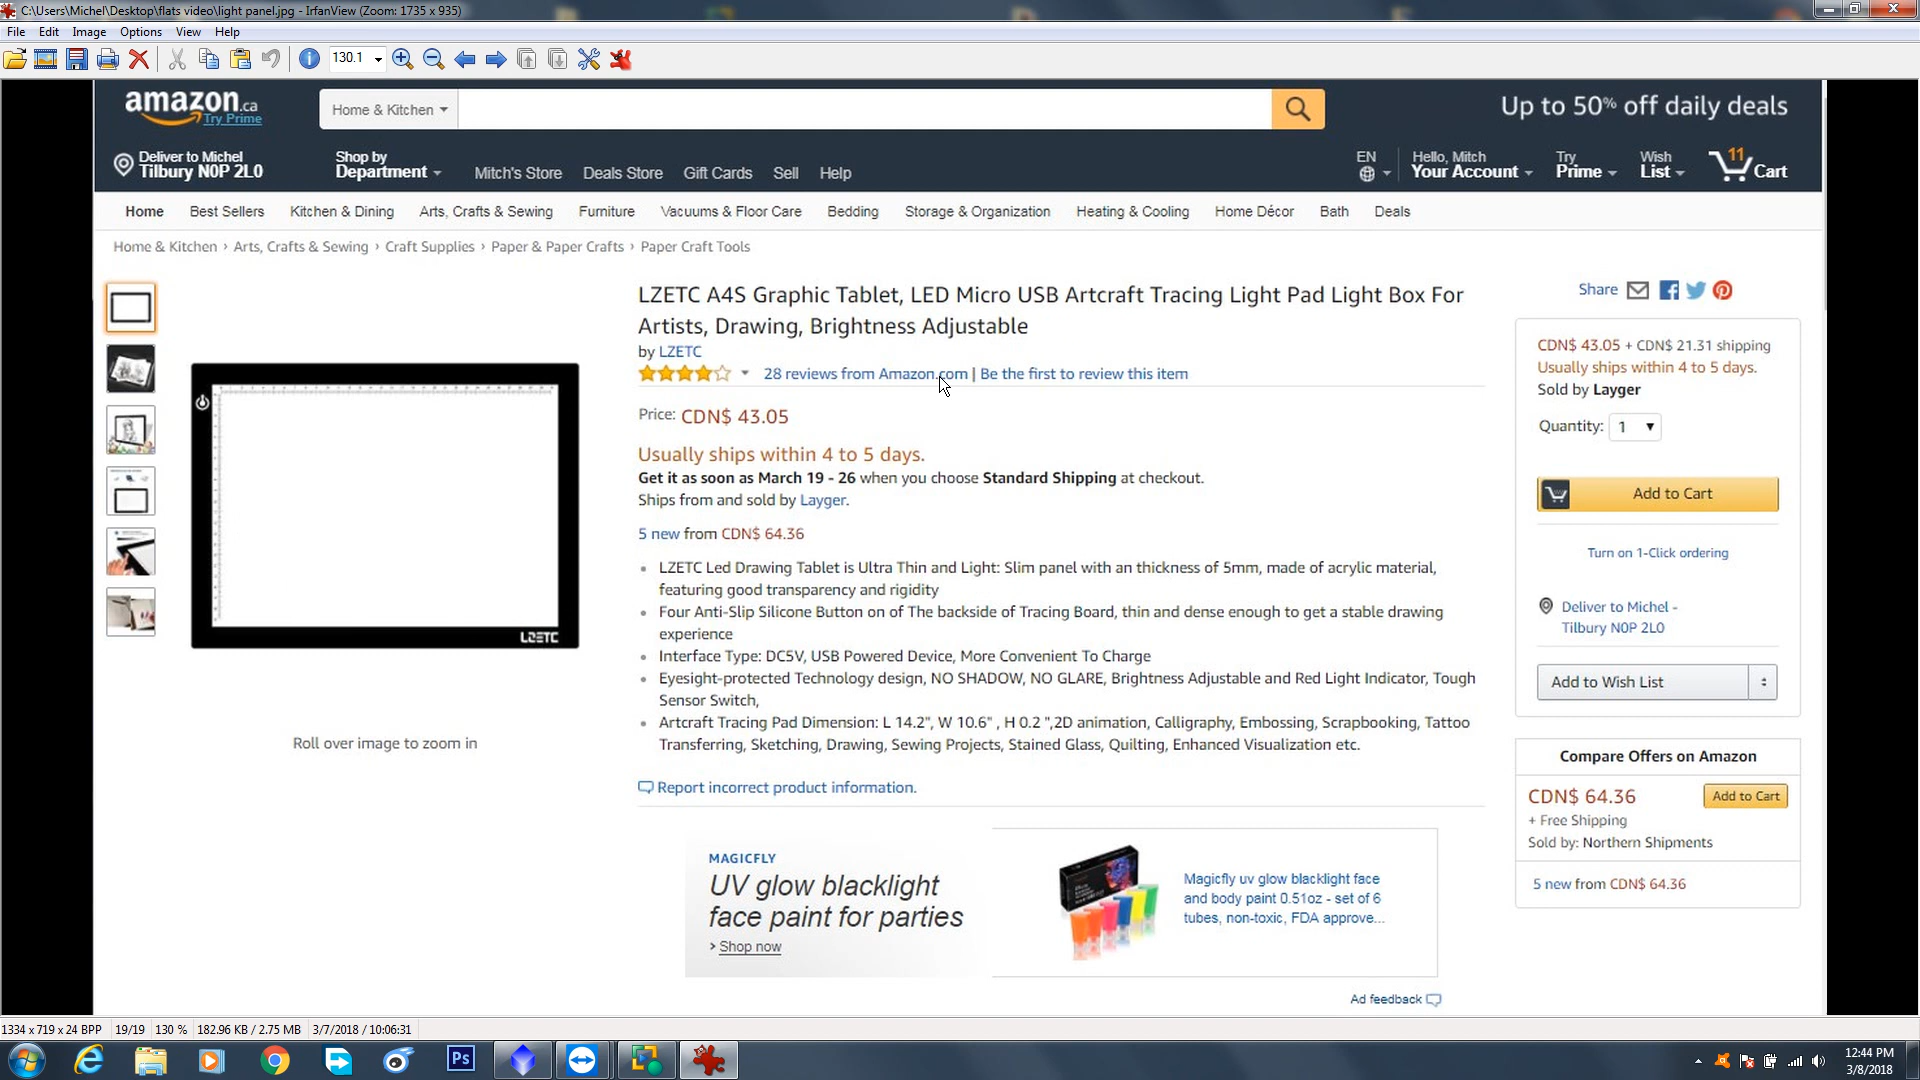 C:\Users\Michel\Desktop\flats video\light panel.jpg - IrfanView (Zoom: 1735 x 935)
File Edit Image Options View Help
130.1
amazon.ca
Try Prime
Home & Kitchen
Up to 50% off daily deals
Deliver to Michel
Tilbury N0P 2L0
Shop by
Department
Mitch's Store Deals Store Gift Cards Sell Help
EN
Hello, Mitch
Your Account
Try
Prime
Wish
List
11
Cart
Home Best Sellers Kitchen & Dining Arts, Crafts & Sewing Furniture Vacuums & Floor Care Bedding Storage & Organization Heating & Cooling Home Décor Bath Deals
Home & Kitchen › Arts, Crafts & Sewing › Craft Supplies › Paper & Paper Crafts › Paper Craft Tools
LZETC
Roll over image to zoom in
LZETC A4S Graphic Tablet, LED Micro USB Artcraft Tracing Light Pad Light Box For
Artists, Drawing, Brightness Adjustable
by LZETC
28 reviews from Amazon.com | Be the first to review this item
Price: CDN$ 43.05
Usually ships within 4 to 5 days.
Get it as soon as March 19 - 26 when you choose Standard Shipping at checkout.
Ships from and sold by Layger.
5 new from CDN$ 64.36
• LZETC Led Drawing Tablet is Ultra Thin and Light: Slim panel with an thickness of 5mm, made of acrylic material,
featuring good transparency and rigidity
• Four Anti-Slip Silicone Button on of The backside of Tracing Board, thin and dense enough to get a stable drawing
experience
• Interface Type: DC5V, USB Powered Device, More Convenient To Charge
• Eyesight-protected Technology design, NO SHADOW, NO GLARE, Brightness Adjustable and Red Light Indicator, Tough
Sensor Switch,
• Artcraft Tracing Pad Dimension: L 14.2", W 10.6" , H 0.2 ",2D animation, Calligraphy, Embossing, Scrapbooking, Tattoo
Transferring, Sketching, Drawing, Sewing Projects, Stained Glass, Quilting, Enhanced Visualization etc.
Report incorrect product information.
MAGICFLY
UV glow blacklight
face paint for parties
› Shop now
Magicfly uv glow blacklight face
and body paint 0.51oz - set of 6
tubes, non-toxic, FDA approve...
Ad feedback
Share
CDN$ 43.05 + CDN$ 21.31 shipping
Usually ships within 4 to 5 days.
Sold by Layger
Quantity: 1
Add to Cart
Turn on 1-Click ordering
Deliver to Michel -
Tilbury N0P 2L0
Add to Wish List
Compare Offers on Amazon
CDN$ 64.36 Add to Cart
+ Free Shipping
Sold by: Northern Shipments
5 new from CDN$ 64.36
1334 x 719 x 24 BPP 19/19 130 % 182.96 KB / 2.75 MB 3/7/2018 / 10:06:31
Ps
12:44 PM
3/8/2018